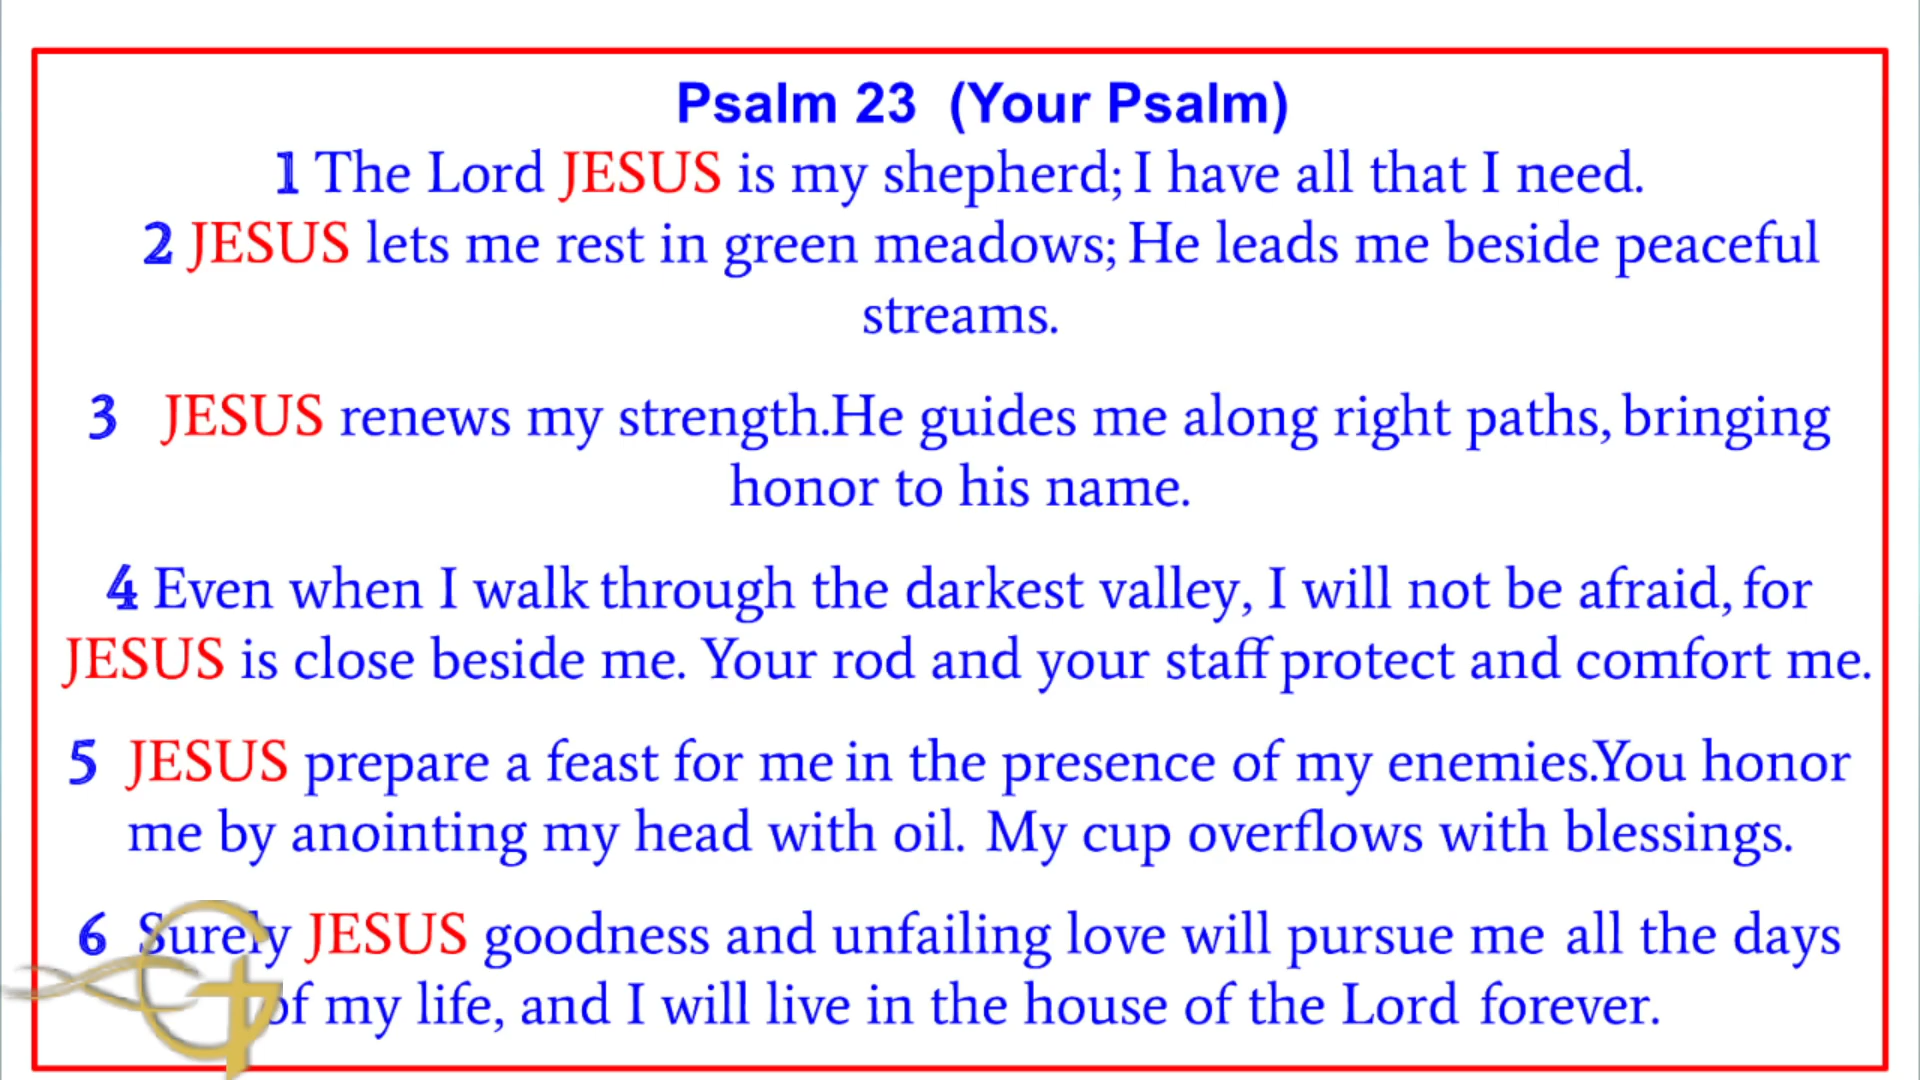 Psalm 23 (Your Psalm)
1 The Lord JESUS is my shepherd; I have all that I need.
2 JESUS lets me rest in green meadows; He leads me beside peaceful
streams.
3 JESUS renews my strength.He guides me along right paths, bringing
honor to his name.
4 Even when I walk through the darkest valley, I will not be afraid, for
JESUS is close beside me. Your rod and your staff protect and comfort me.
5 JESUS prepare a feast for me in the presence of my enemies.You honor
me by anointing my head with oil. My cup overflows with blessings.
6 Surely JESUS goodness and unfailing love will pursue me all the days
of my life, and I will live in the house of the Lord forever.